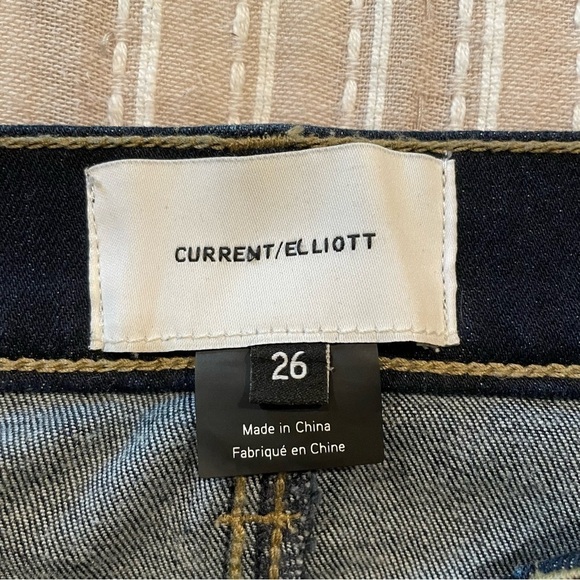 CURRENT/ELLIOTT
26
Made in China
Fabriqué en Chine